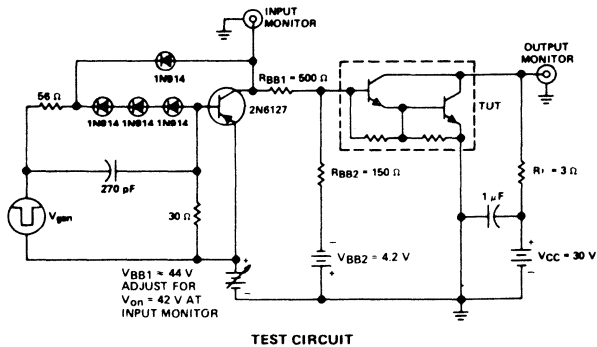 INPUT
MONITOR
OUTPUT
MONITOR
1N914
RBB1 = 500 Ω
56 Ω
2N6127
1N914 1N914 1N914
TUT
270 pF
RBB2 = 150 Ω
RL = 3 Ω
1 µF
Vgen
30 Ω
+
-
-
+
VBB2 = 4.2 V
+
-
VCC = 30 V
VBB1 ≈ 44 V
ADJUST FOR
Von = 42 V AT
INPUT MONITOR
TEST CIRCUIT